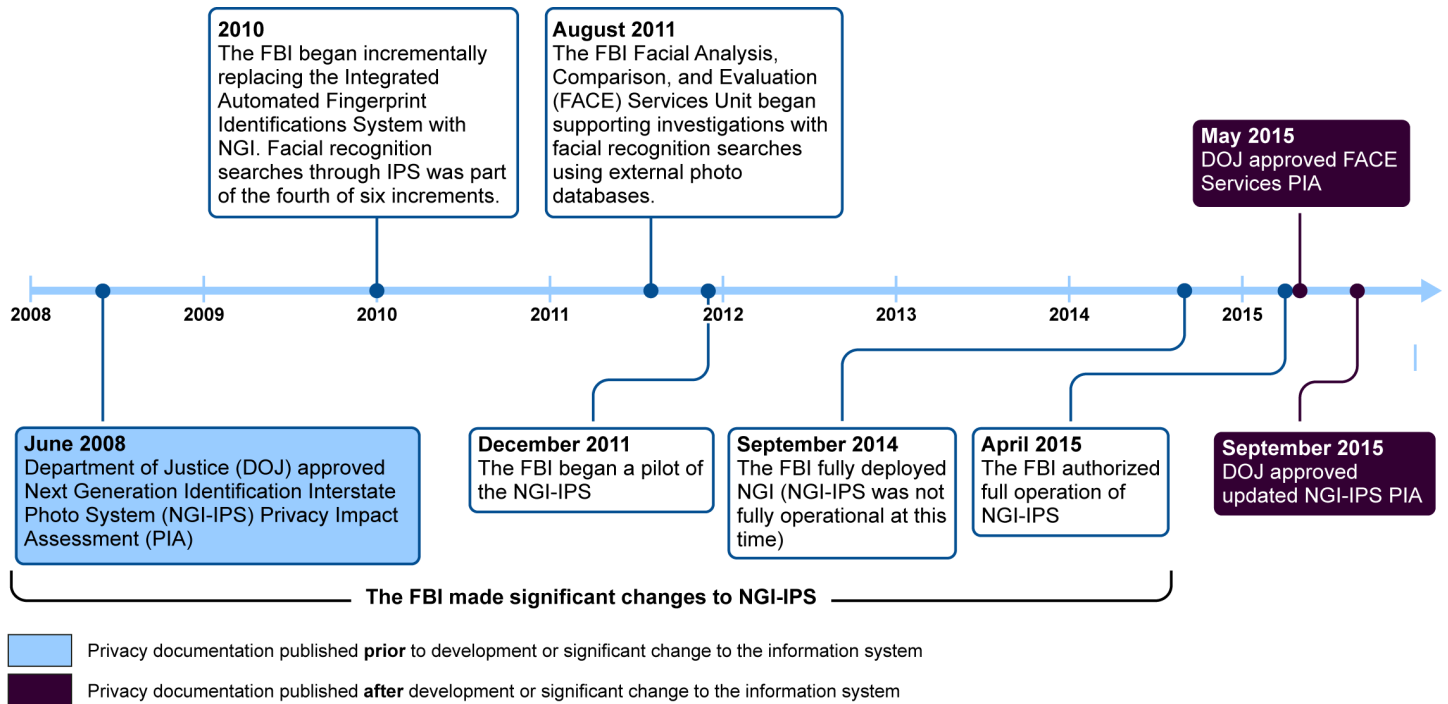 2010
The FBI began incrementally
replacing the Integrated
Automated Fingerprint
Identifications System with
NGI. Facial recognition
searches through IPS was part
of the fourth of six increments.
August 2011
The FBI Facial Analysis,
Comparison, and Evaluation
(FACE) Services Unit began
supporting investigations with
facial recognition searches
using external photo
databases.
May 2015
DOJ approved FACE
Services PIA
2008
2009
2010
2011
2012
2013
2014
2015
June 2008
Department of Justice (DOJ) approved
Next Generation Identification Interstate
Photo System (NGI-IPS) Privacy Impact
Assessment (PIA)
December 2011
The FBI began a pilot of
the NGI-IPS
September 2014
The FBI fully deployed
NGI (NGI-IPS was not
fully operational at this
time)
April 2015
The FBI authorized
full operation of
NGI-IPS
September 2015
DOJ approved
updated NGI-IPS PIA
The FBI made significant changes to NGI-IPS
Privacy documentation published prior to development or significant change to the information system
Privacy documentation published after development or significant change to the information system